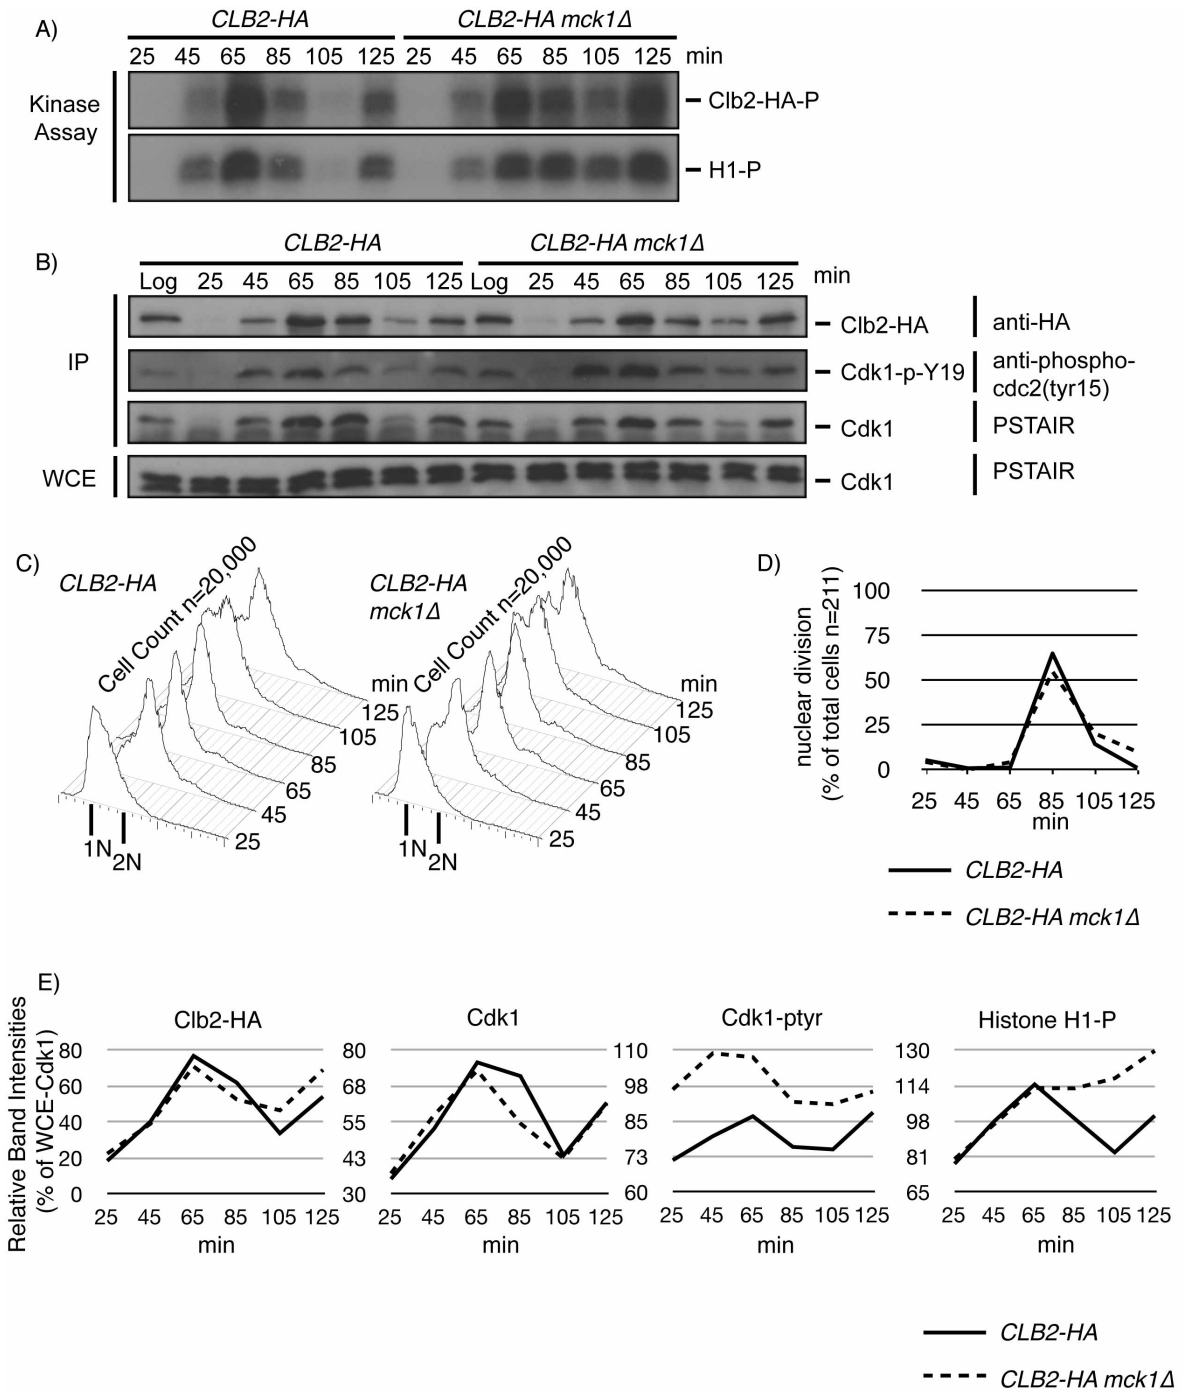 A)
CLB2-HA CLB2-HA mck1Δ
25 45 65 85 105 125 25 45 65 85 105 125 min
Kinase
Assay
Clb2-HA-P
H1-P
B)
CLB2-HA CLB2-HA mck1Δ
Log 25 45 65 85 105 125 Log 25 45 65 85 105 125 min
IP
Clb2-HA anti-HA
Cdk1-p-Y19 anti-phospho-
cdc2(tyr15)
Cdk1 PSTAIR
WCE Cdk1 PSTAIR
C)
CLB2-HA
Cell Count n=20,000
min
125
105
85
65
45
25
1N
2N
CLB2-HA
mck1Δ
Cell Count n=20,000
min
125
105
85
65
45
25
1N
2N
D)
nuclear division
(% of total cells n=211)
100
75
50
25
0
25 45 65 85 105 125
min
CLB2-HA
CLB2-HA mck1Δ
E)
Relative Band Intensities
(% of WCE-Cdk1)
Clb2-HA
80
60
40
20
0
25 45 65 85 105 125
min
Cdk1
80
68
55
43
30
25 45 65 85 105 125
min
Cdk1-ptyr
110
98
85
73
60
25 45 65 85 105 125
min
Histone H1-P
130
114
98
81
65
25 45 65 85 105 125
min
CLB2-HA
CLB2-HA mck1Δ